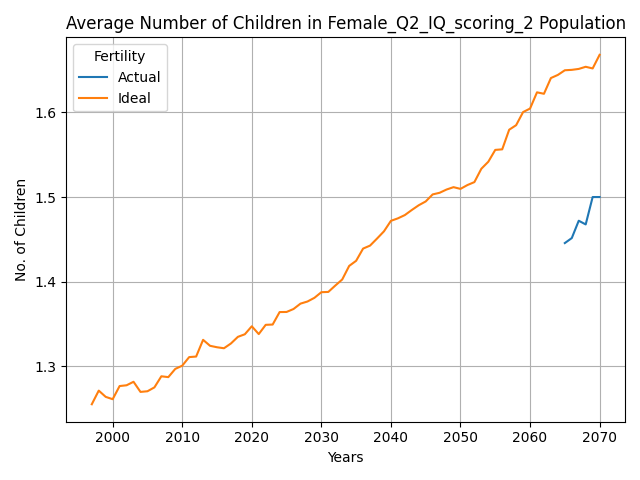 Average Number of Children in Female_Q2_IQ_scoring_2 Population
Fertility
Actual
Ideal
No. of Children
1.6
1.5
1.4
1.3
2000 2010 2020 2030 2040 2050 2060 2070
Years